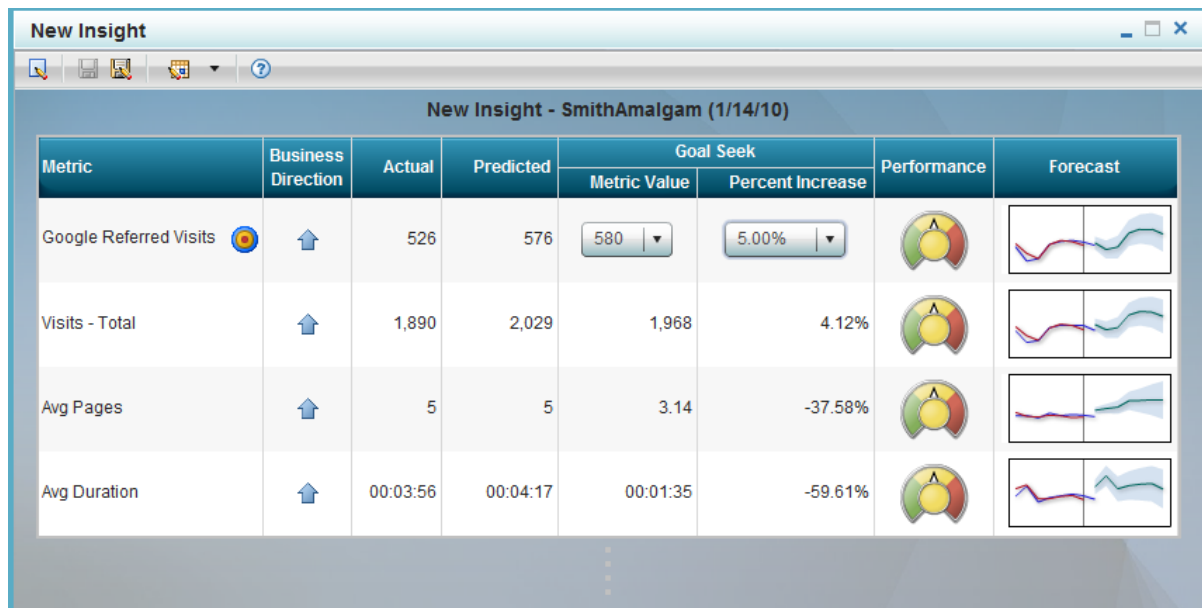 New Insight
New Insight - SmithAmalgam (1/14/10)
Metric Business Direction Actual Predicted Goal Seek Performance Forecast
Metric Value Percent Increase
Google Referred Visits 526 576 580 5.00%
Visits - Total 1,890 2,029 1,968 4.12%
Avg Pages 5 5 3.14 -37.58%
Avg Duration 00:03:56 00:04:17 00:01:35 -59.61%